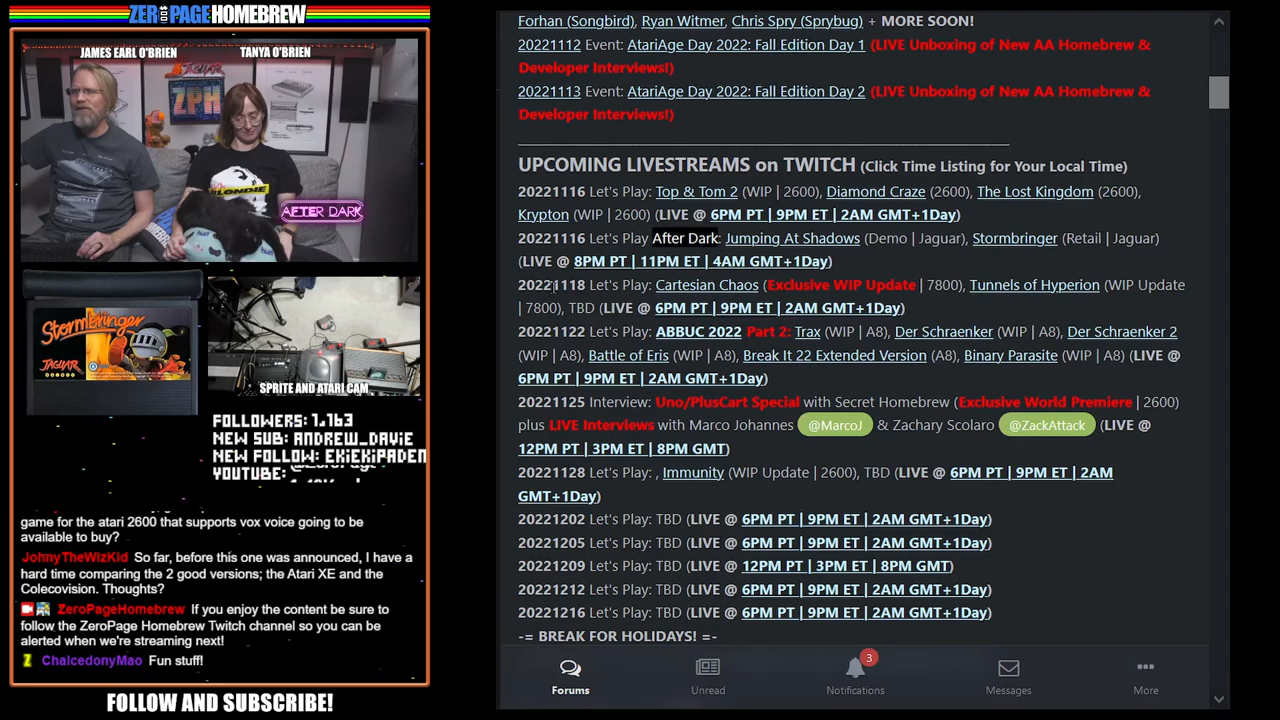 ZEROPAGEHOMEBREW
JAMES EARL O'BRIEN
TANYA O'BRIEN
JAGUAR
ZPH
BLONDIE
AFTER DARK
Stormbringer
JAGUAR
SPRITE AND ATARI CAM
FOLLOWERS: 1,163
NEW SUB: ANDREW_DAVIE
NEW FOLLOW: EKIEKIPADEN
YOUTUBE:
game for the atari 2600 that supports vox voice going to be
available to buy?
JohnyTheWizKid So far, before this one was announced, I have a
hard time comparing the 2 good versions; the Atari XE and the
Colecovision. Thoughts?
ZeroPageHomebrew If you enjoy the content be sure to
follow the ZeroPage Homebrew Twitch channel so you can be
alerted when we're streaming next!
ChalcedonyMao Fun stuff!
FOLLOW AND SUBSCRIBE!
Forhan (Songbird), Ryan Witmer, Chris Spry (Sprybug) + MORE SOON!
20221112 Event: AtariAge Day 2022: Fall Edition Day 1 (LIVE Unboxing of New AA Homebrew &
Developer Interviews!)
20221113 Event: AtariAge Day 2022: Fall Edition Day 2 (LIVE Unboxing of New AA Homebrew &
Developer Interviews!)
UPCOMING LIVESTREAMS on TWITCH (Click Time Listing for Your Local Time)
20221116 Let's Play: Top & Tom 2 (WIP | 2600), Diamond Craze (2600), The Lost Kingdom (2600),
Krypton (WIP | 2600) (LIVE @ 6PM PT | 9PM ET | 2AM GMT+1Day)
20221116 Let's Play After Dark: Jumping At Shadows (Demo | Jaguar), Stormbringer (Retail | Jaguar)
(LIVE @ 8PM PT | 11PM ET | 4AM GMT+1Day)
20221118 Let's Play: Cartesian Chaos (Exclusive WIP Update | 7800), Tunnels of Hyperion (WIP Update
| 7800), TBD (LIVE @ 6PM PT | 9PM ET | 2AM GMT+1Day)
20221122 Let's Play: ABBUC 2022 Part 2: Trax (WIP | A8), Der Schraenker (WIP | A8), Der Schraenker 2
(WIP | A8), Battle of Eris (WIP | A8), Break It 22 Extended Version (A8), Binary Parasite (WIP | A8) (LIVE @
6PM PT | 9PM ET | 2AM GMT+1Day)
20221125 Interview: Uno/PlusCart Special with Secret Homebrew (Exclusive World Premiere | 2600)
plus LIVE Interviews with Marco Johannes @MarcoJ & Zachary Scolaro @ZackAttack (LIVE @
12PM PT | 3PM ET | 8PM GMT)
20221128 Let's Play: , Immunity (WIP Update | 2600), TBD (LIVE @ 6PM PT | 9PM ET | 2AM
GMT+1Day)
20221202 Let's Play: TBD (LIVE @ 6PM PT | 9PM ET | 2AM GMT+1Day)
20221205 Let's Play: TBD (LIVE @ 6PM PT | 9PM ET | 2AM GMT+1Day)
20221209 Let's Play: TBD (LIVE @ 12PM PT | 3PM ET | 8PM GMT)
20221212 Let's Play: TBD (LIVE @ 6PM PT | 9PM ET | 2AM GMT+1Day)
20221216 Let's Play: TBD (LIVE @ 6PM PT | 9PM ET | 2AM GMT+1Day)
-= BREAK FOR HOLIDAYS! =-
3
Forums
Unread
Notifications
Messages
More